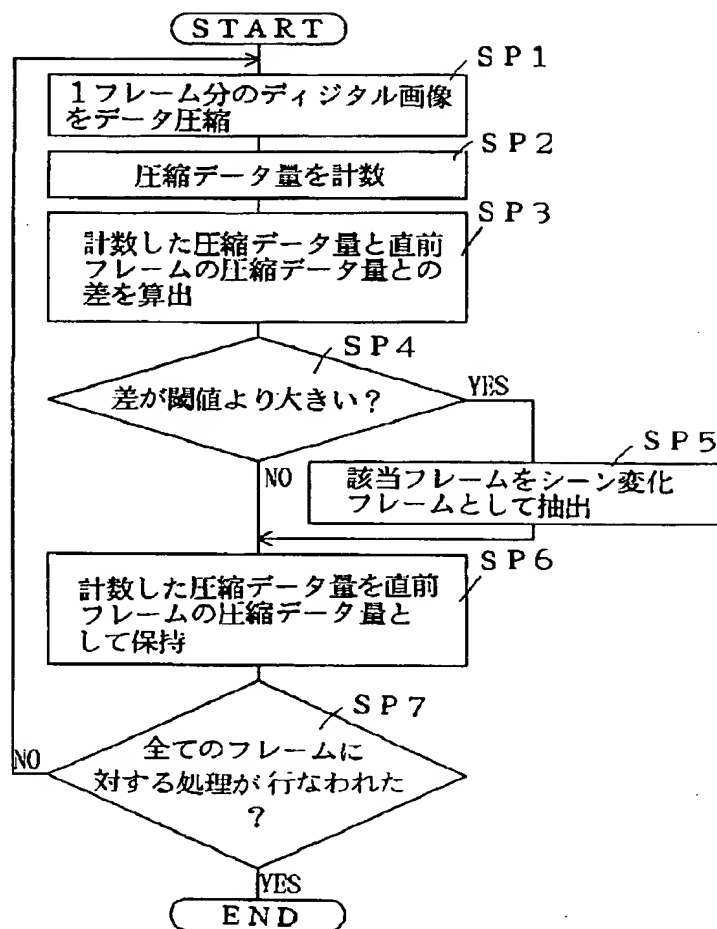 START
SP1
1フレーム分のディジタル画像
をデータ圧縮
SP2
圧縮データ量を計数
SP3
計数した圧縮データ量と直前
フレームの圧縮データ量との
差を算出
SP4
差が閾値より大きい?
YES
SP5
NO
該当フレームをシーン変化
フレームとして抽出
SP6
計数した圧縮データ量を直前
フレームの圧縮データ量と
して保持
SP7
NO
全てのフレームに
対する処理が行なわれた
?
YES
END